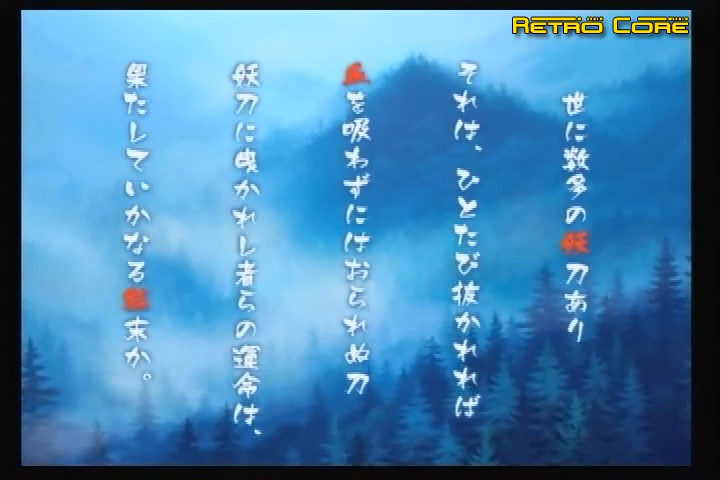 RETRO CORE
世に数多の妖刀あり
それは、ひとたび抜かれれば
血を吸わずにはおられぬ刀
妖刀に曳かれし者らの運命は、
果たしていかなる末か。